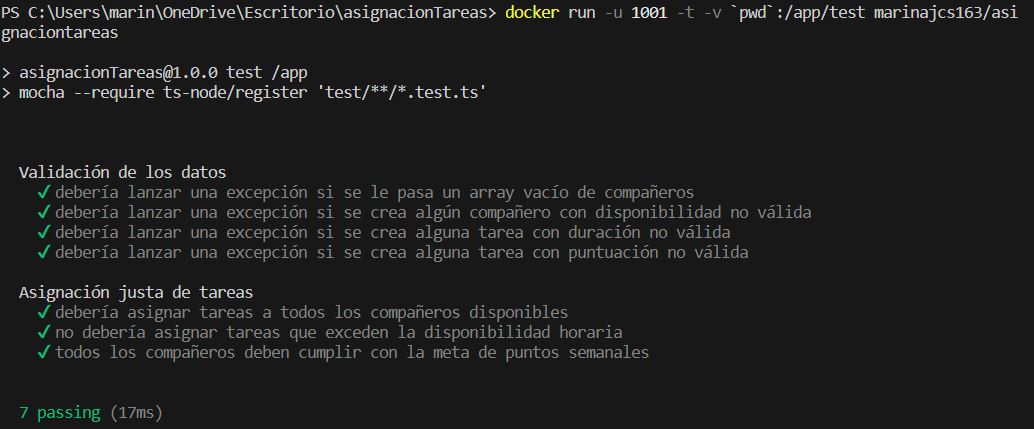 PS C:\Users\marin\OneDrive\Escritorio\asignacionTareas> docker run -u 1001 -t -v `pwd`:/app/test marinajcs163/asi
gnaciontareas
> asignacionTareas@1.0.0 test /app
> mocha --require ts-node/register 'test/**/*.test.ts'
Validación de los datos
✓ debería lanzar una excepción si se le pasa un array vacío de compañeros
✓ debería lanzar una excepción si se crea algún compañero con disponibilidad no válida
✓ debería lanzar una excepción si se crea alguna tarea con duración no válida
✓ debería lanzar una excepción si se crea alguna tarea con puntuación no válida
Asignación justa de tareas
✓ debería asignar tareas a todos los compañeros disponibles
✓ no debería asignar tareas que exceden la disponibilidad horaria
✓ todos los compañeros deben cumplir con la meta de puntos semanales
7 passing (17ms)